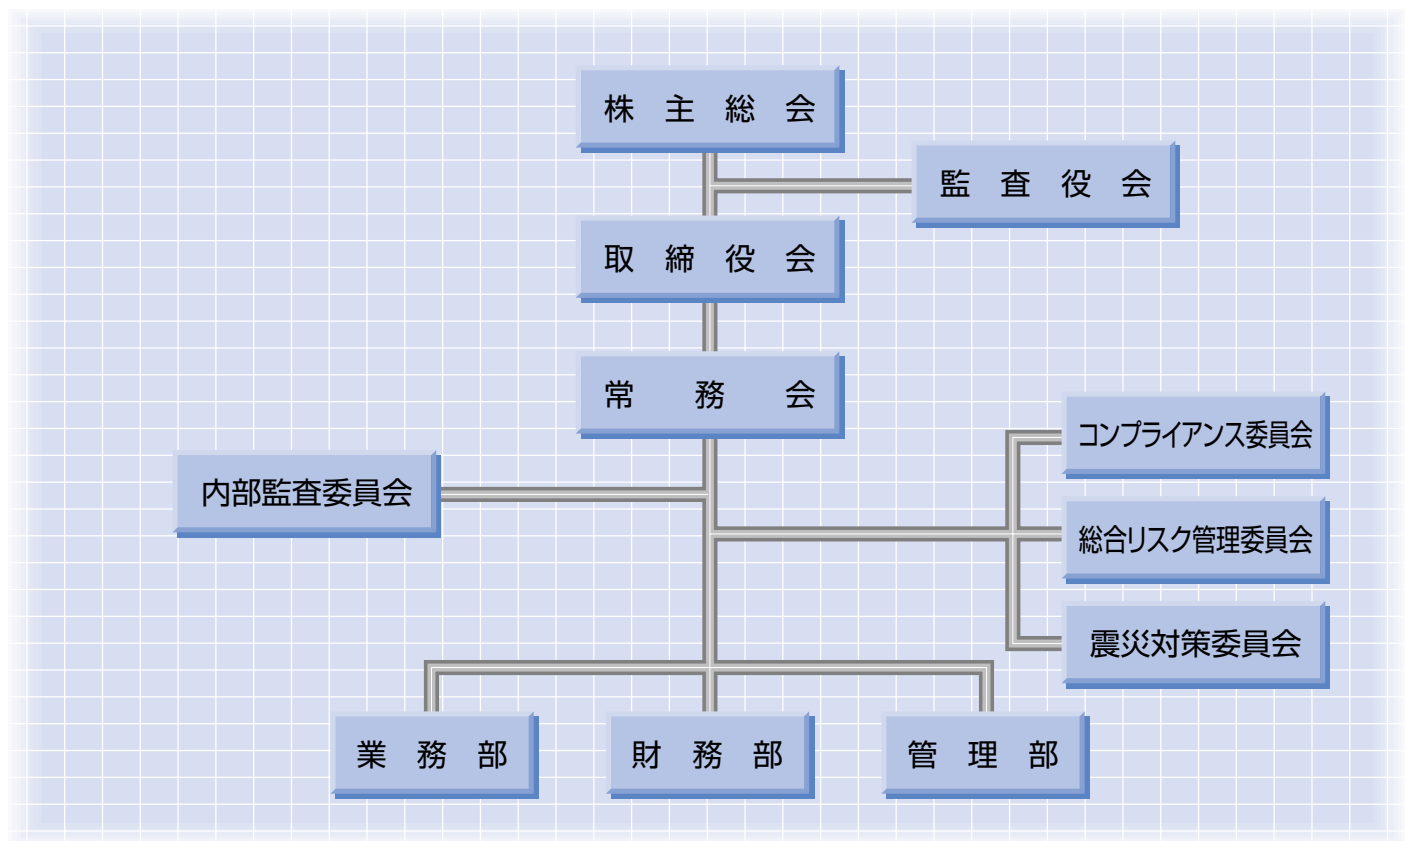 株主総会
監査役会
取締役会
常務会
コンプライアンス委員会
内部監査委員会
総合リスク管理委員会
震災対策委員会
業務部
財務部
管理部